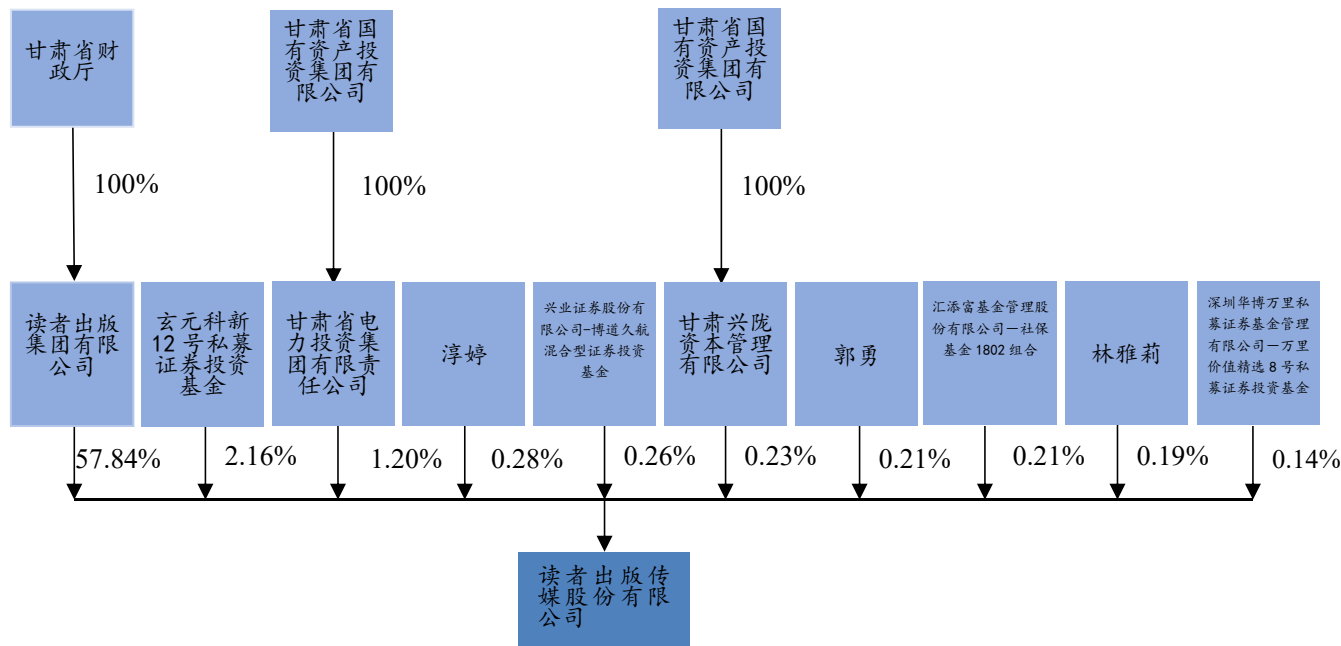 甘肃省财
政厅
甘肃省国
有资产投
资集团有
限公司
甘肃省国
有资产投
资集团有
限公司
100%
100%
100%
读者出版
集团有限
公司
玄元科新
12号私募
证券投资
基金
甘肃省电
力投资集
团有限责
任公司
淳婷
兴业证券股份有
限公司-博道久航
混合型证券投资
基金
甘肃兴陇
资本管理
有限公司
郭勇
汇添富基金管理股
份有限公司－社保
基金1802组合
林雅莉
深圳华博万里私
募证券基金管理
有限公司－万里
价值精选8号私
募证券投资基金
57.84%
2.16%
1.20%
0.28%
0.26%
0.23%
0.21%
0.21%
0.19%
0.14%
读者出版传
媒股份有限
公司